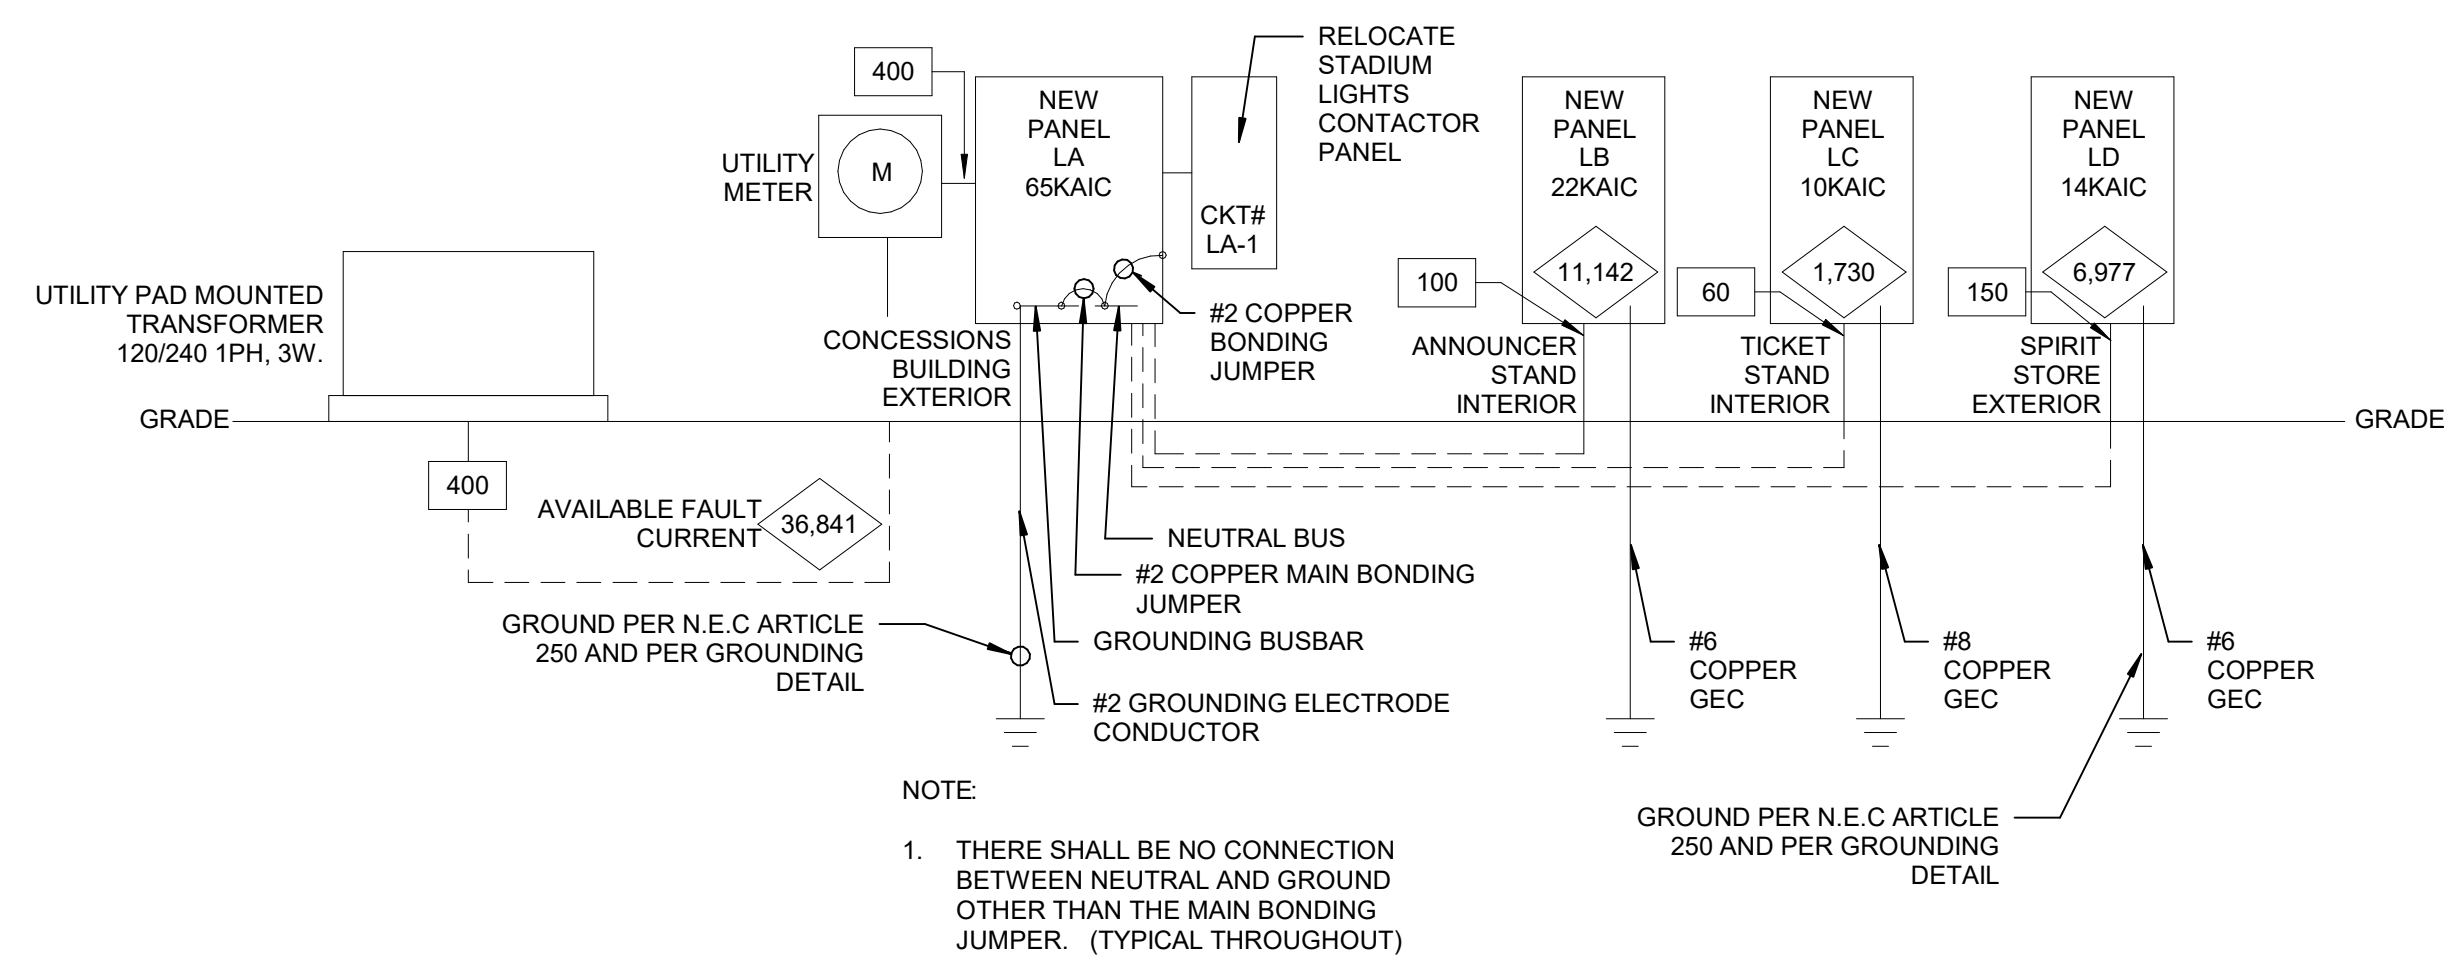 RELOCATE
STADIUM
LIGHTS
CONTACTOR
PANEL
400
NEW
PANEL
LA
65KAIC
CKT#
LA-1
UTILITY
METER
M
NEW
PANEL
LB
22KAIC
11,142
NEW
PANEL
LC
10KAIC
1,730
NEW
PANEL
LD
14KAIC
6,977
100
60
150
UTILITY PAD MOUNTED
TRANSFORMER
120/240 1PH, 3W.
CONCESSIONS
BUILDING
EXTERIOR
#2 COPPER
BONDING
JUMPER
ANNOUNCER
STAND
INTERIOR
TICKET
STAND
INTERIOR
SPIRIT
STORE
EXTERIOR
GRADE
GRADE
400
AVAILABLE FAULT
CURRENT
36,841
NEUTRAL BUS
#2 COPPER MAIN BONDING
JUMPER
GROUNDING BUSBAR
GROUND PER N.E.C ARTICLE
250 AND PER GROUNDING
DETAIL
#2 GROUNDING ELECTRODE
CONDUCTOR
#6
COPPER
GEC
#8
COPPER
GEC
#6
COPPER
GEC
GROUND PER N.E.C ARTICLE
250 AND PER GROUNDING
DETAIL
NOTE:
1. THERE SHALL BE NO CONNECTION
BETWEEN NEUTRAL AND GROUND
OTHER THAN THE MAIN BONDING
JUMPER. (TYPICAL THROUGHOUT)